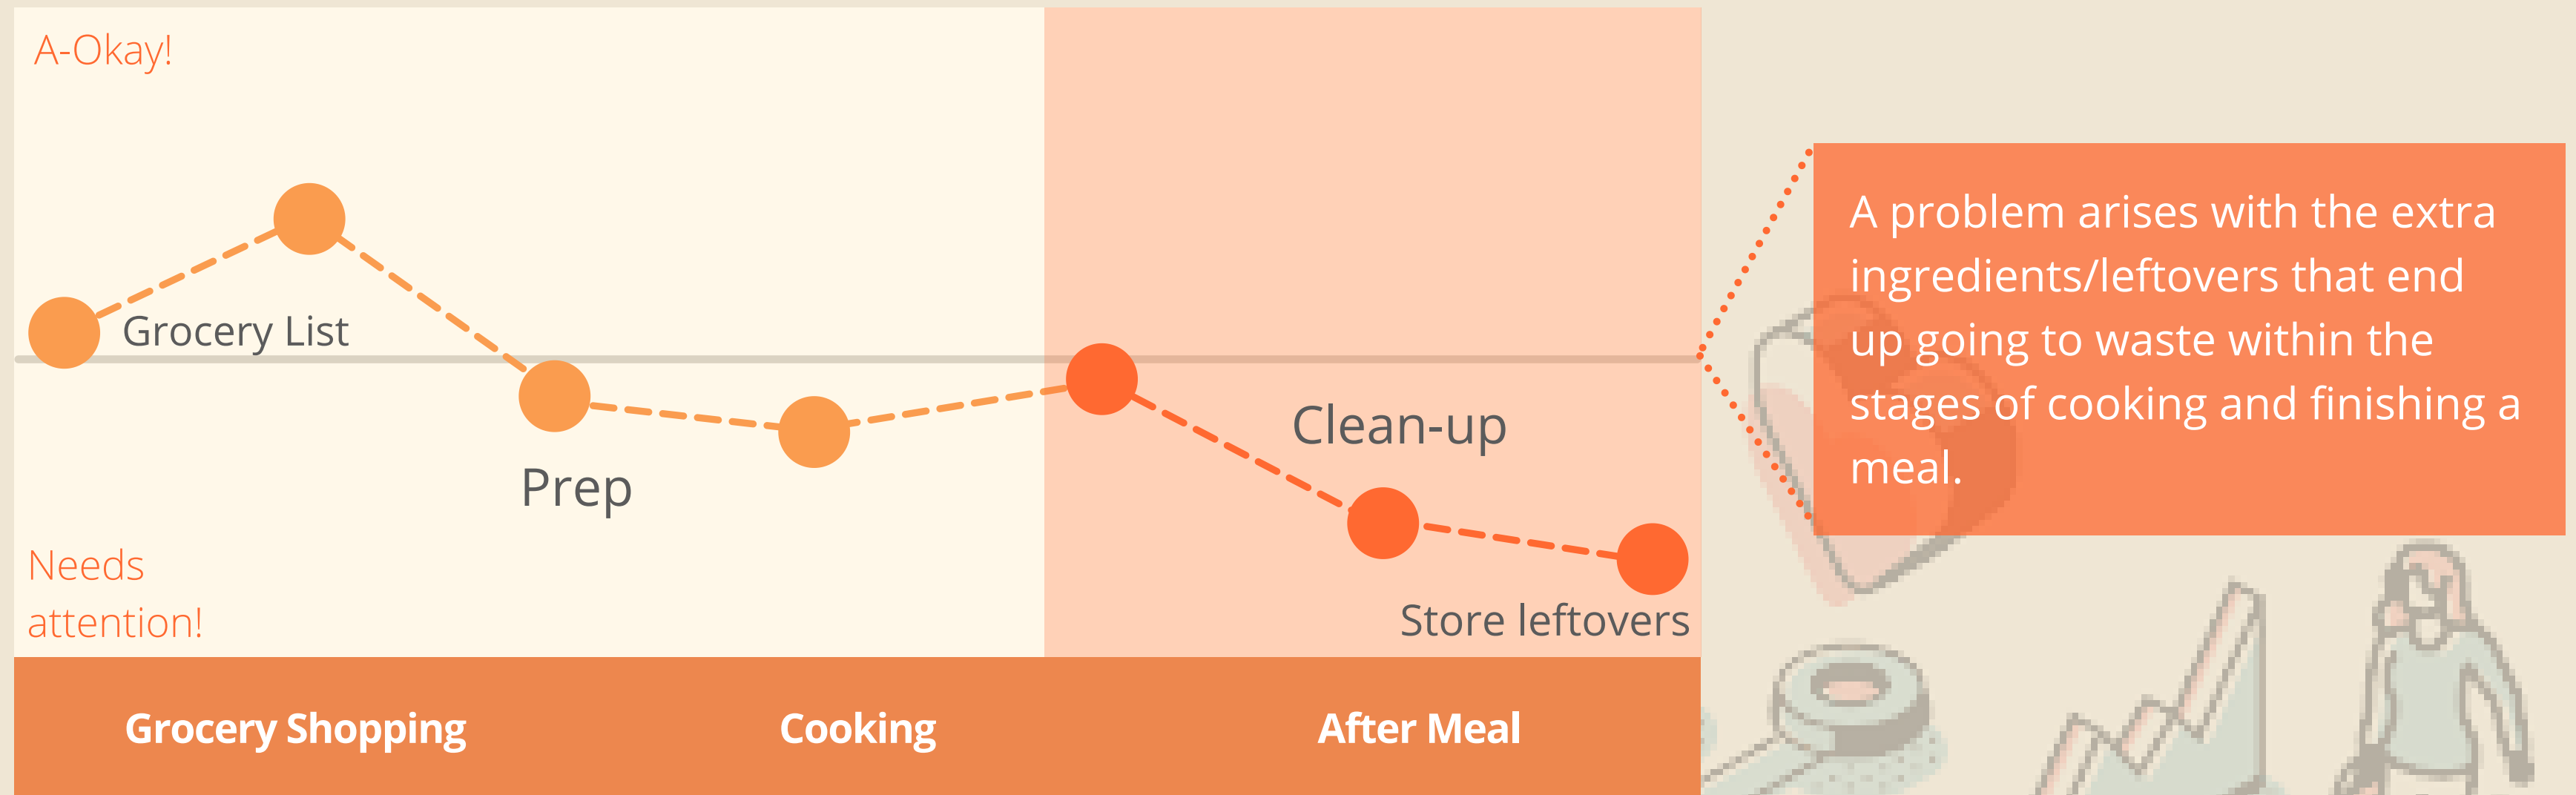 A-Okay!
Grocery List
Prep
Clean-up
Needs
attention!
Store leftovers
Grocery Shopping
Cooking
After Meal
A problem arises with the extra
ingredients/leftovers that end
up going to waste within the
stages of cooking and finishing a
meal.